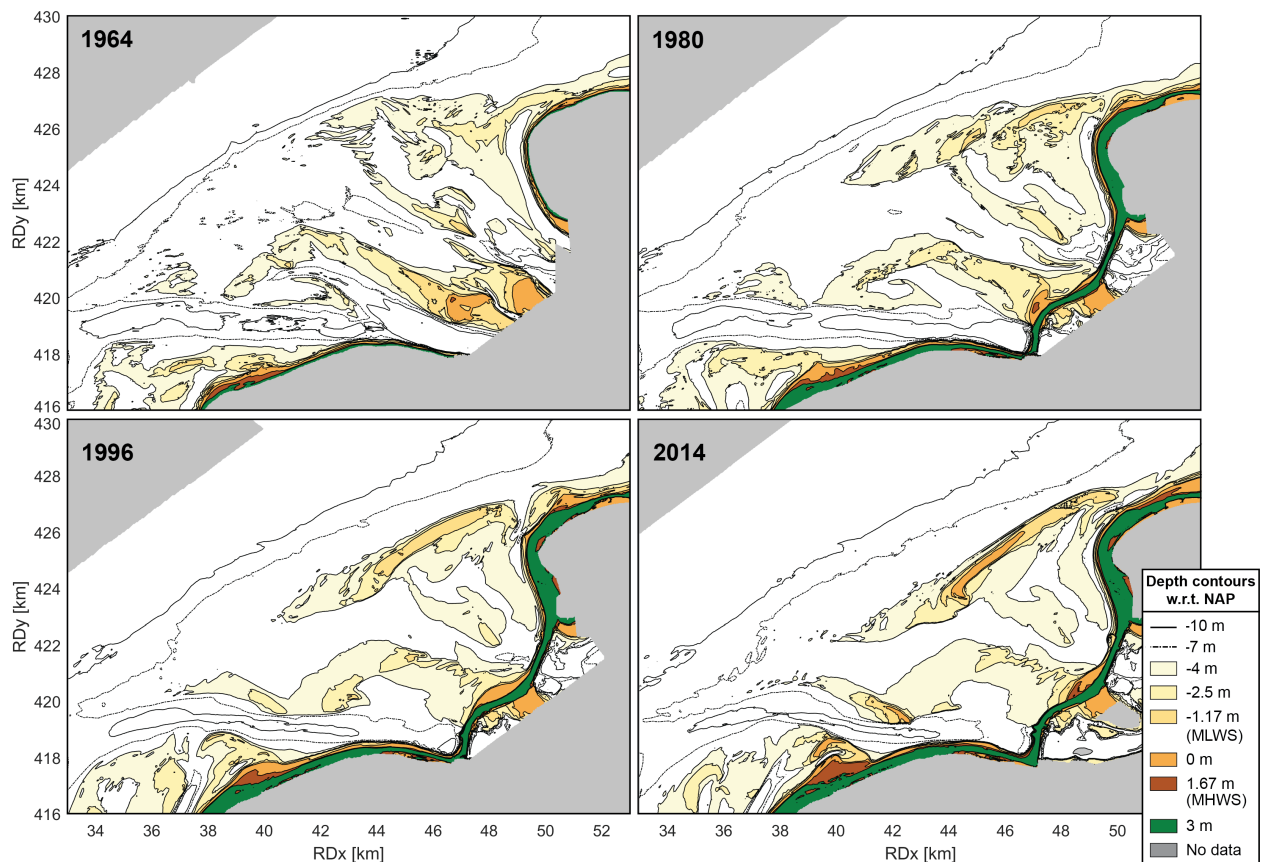 1964
1980
430
428
426
424
422
420
418
416
RDy [km]
1996
2014
430
428
426
424
422
420
418
416
RDy [km]
34 36 38 40 42 44 46 48 50 52
RDx [km]
34 36 38 40 42 44 46 48 50
RDx [km]
Depth contours
w.r.t. NAP
-10 m
-7 m
-4 m
-2.5 m
-1.17 m
(MLWS)
0 m
1.67 m
(MHWS)
3 m
No data